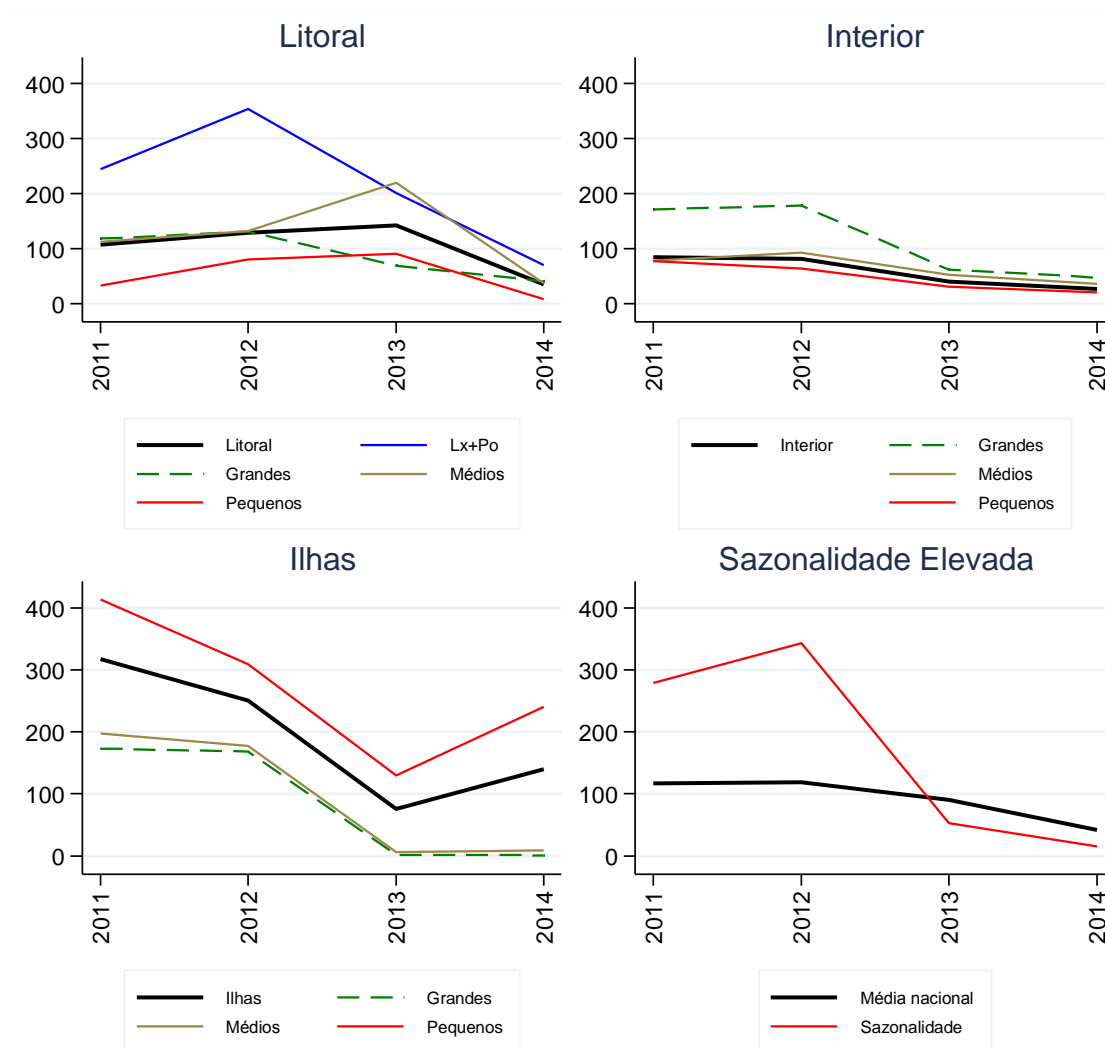 Litoral
400
300
200
100
0
2011
2012
2013
2014
Litoral
Lx+Po
Grandes
Médios
Pequenos
Interior
400
300
200
100
0
2011
2012
2013
2014
Interior
Grandes
Médios
Pequenos
Ilhas
400
300
200
100
0
2011
2012
2013
2014
Ilhas
Grandes
Médios
Pequenos
Sazonalidade Elevada
400
300
200
100
0
2011
2012
2013
2014
Média nacional
Sazonalidade